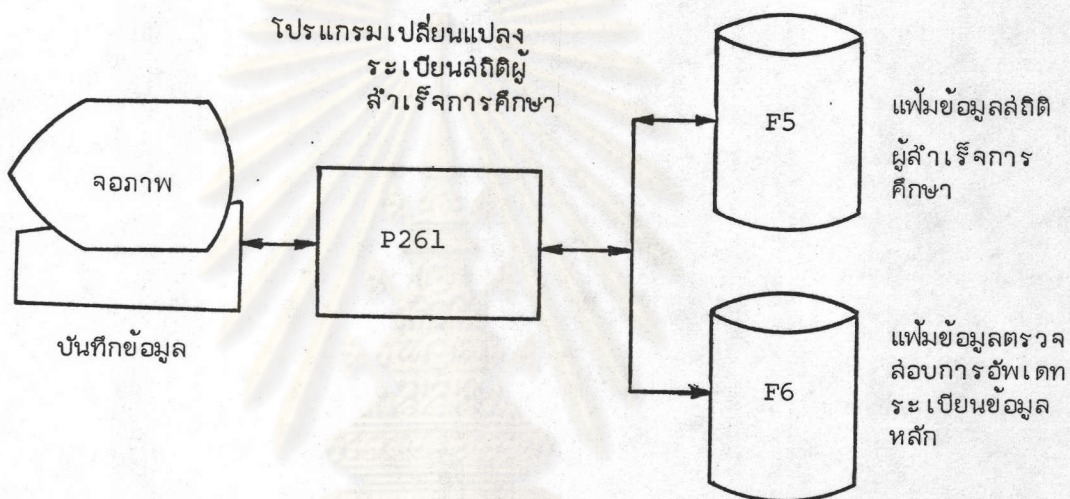 โปรแกรมเปลี่ยนแปลง
ระเบียนสถิติผู้
สำเร็จการศึกษา
จอภาพ
บันทึกข้อมูล
P261
F5
แฟ้มข้อมูลสถิติ
ผู้สำเร็จการ
ศึกษา
F6
แฟ้มข้อมูลตรวจ
สอบการอัพเดท
ระเบียนข้อมูล
หลัก